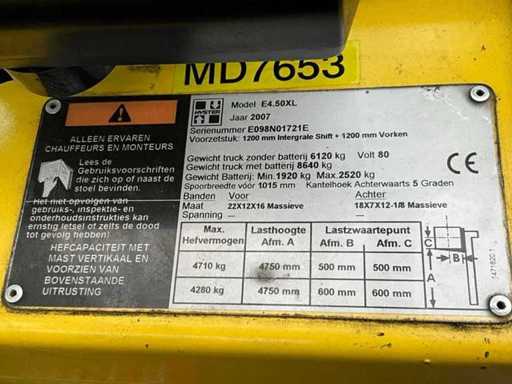 MD7653
HYSTER
Model E4.50XL
Jaar 2007
Serienummer E098N01721E
Voorzetstuk: 1200 mm Intergrale Shift + 1200 mm Vorken
Gewicht truck zonder batterij 6120 kg Volt 80
Gewicht truck met batterij 8640 kg
Gewicht Batterij: Min. 1920 kg Max 2520 kg
Spoorbreedte vóór 1015 mm Kantelhoek Achterwaarts 5 Graden
Banden Voor Achter
Maat 22X12X16 Massieve 18X7X12-1/8 Massieve
Spanning — —
CE
ALLEEN ERVAREN
CHAUFFEURS EN MONTEURS
Lees de
Gebruiksvoorschriften
die zich op of naast de
stoel bevinden.
Het niet opvolgen van
gebruiks-, inspektie- en
onderhoudsinstrukties kan
ernstig letsel of zelfs de
dood tot gevolg hebben!
HEFCAPACITEIT MET
MAST VERTIKAAL EN
VOORZIEN VAN
BOVENSTAANDE
UITRUSTING
Max. Lasthoogte Lastzwaartepunt
Hefvermogen Afm. A Afm. B Afm. C
4710 kg 4750 mm 500 mm 500 mm
4280 kg 4750 mm 600 mm 600 mm
C
B
A